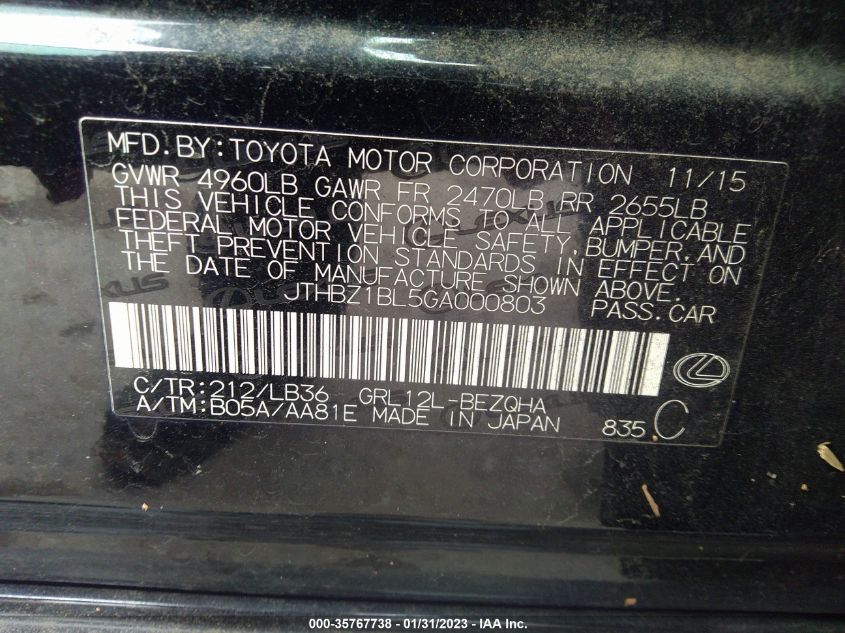 MFD.BY:TOYOTA MOTOR CORPORATION 11/15
GVWR 4960LB GAWR FR 2470LB RR 2655LB
THIS VEHICLE CONFORMS TO ALL APPLICABLE
FEDERAL MOTOR VEHICLE SAFETY,BUMPER,AND
THEFT PREVENTION STANDARDS IN EFFECT ON
THE DATE OF MANUFACTURE SHOWN ABOVE.
JTHBZ1BL5GA000803 PASS.CAR
C/TR:212/LB36 GRL12L-BEZQHA
A/TM:B05A/AA81E MADE IN JAPAN 835 C
000-35767738 - 01/31/2023 - IAA Inc.